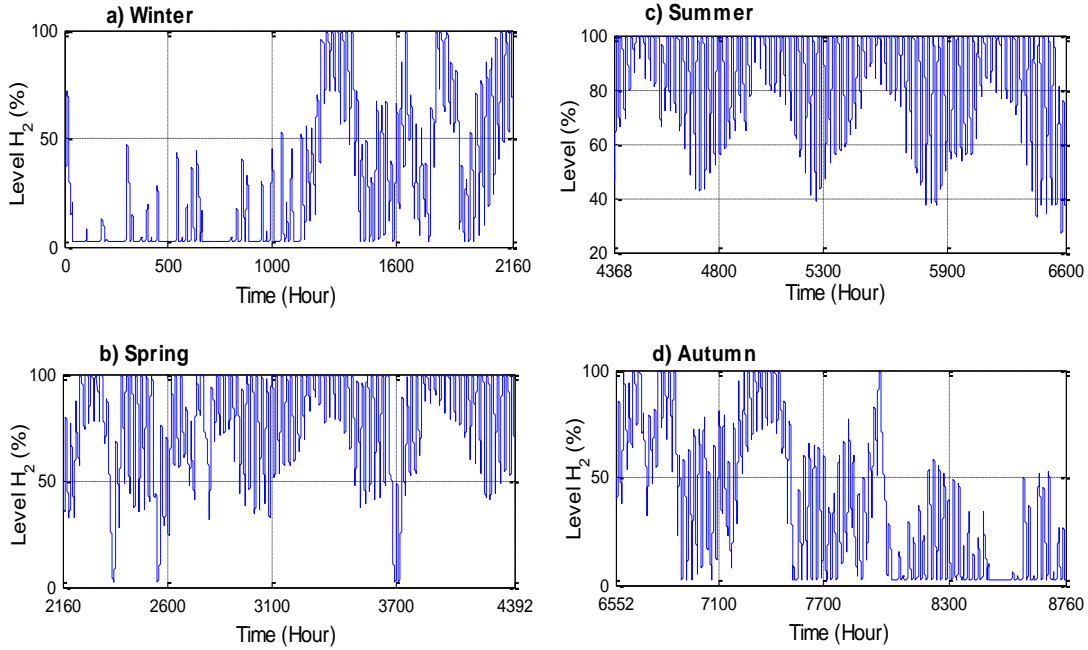 a) Winter
100
50
0
Level H2 (%)
0 500 1000 1600 2160
Time (Hour)
c) Summer
100
80
60
40
20
Level (%)
4368 4800 5300 5900 6600
Time (Hour)
b) Spring
100
50
0
Level H2 (%)
2160 2600 3100 3700 4392
Time (Hour)
d) Autumn
100
50
0
Level H2 (%)
6552 7100 7700 8300 8760
Time (Hour)